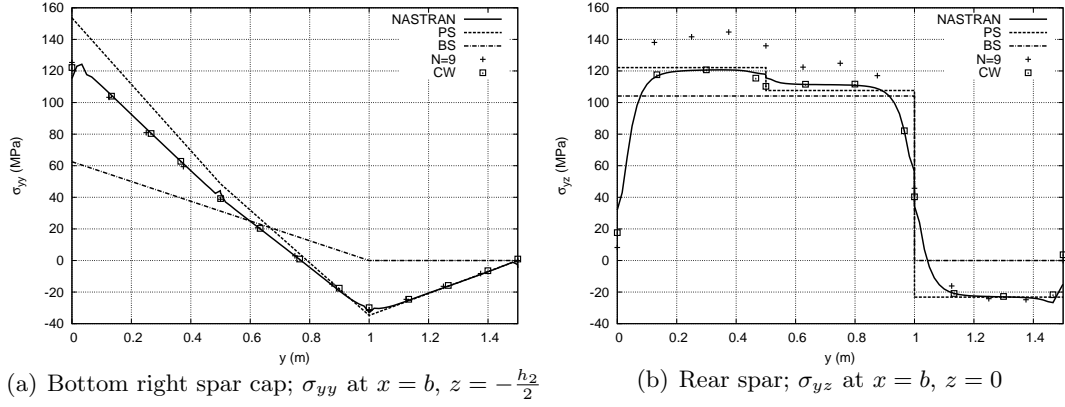 160
140
120
100
80
60
40
20
0
-20
-40
σyy (MPa)
0 0.2 0.4 0.6 0.8 1 1.2 1.4
y (m)
NASTRAN
PS
BS
N=9
CW
(a) Bottom right spar cap; σyy at x = b, z = −h2/2
160
140
120
100
80
60
40
20
0
-20
-40
σyz (MPa)
0 0.2 0.4 0.6 0.8 1 1.2 1.4
y (m)
NASTRAN
PS
BS
N=9
CW
(b) Rear spar; σyz at x = b, z = 0